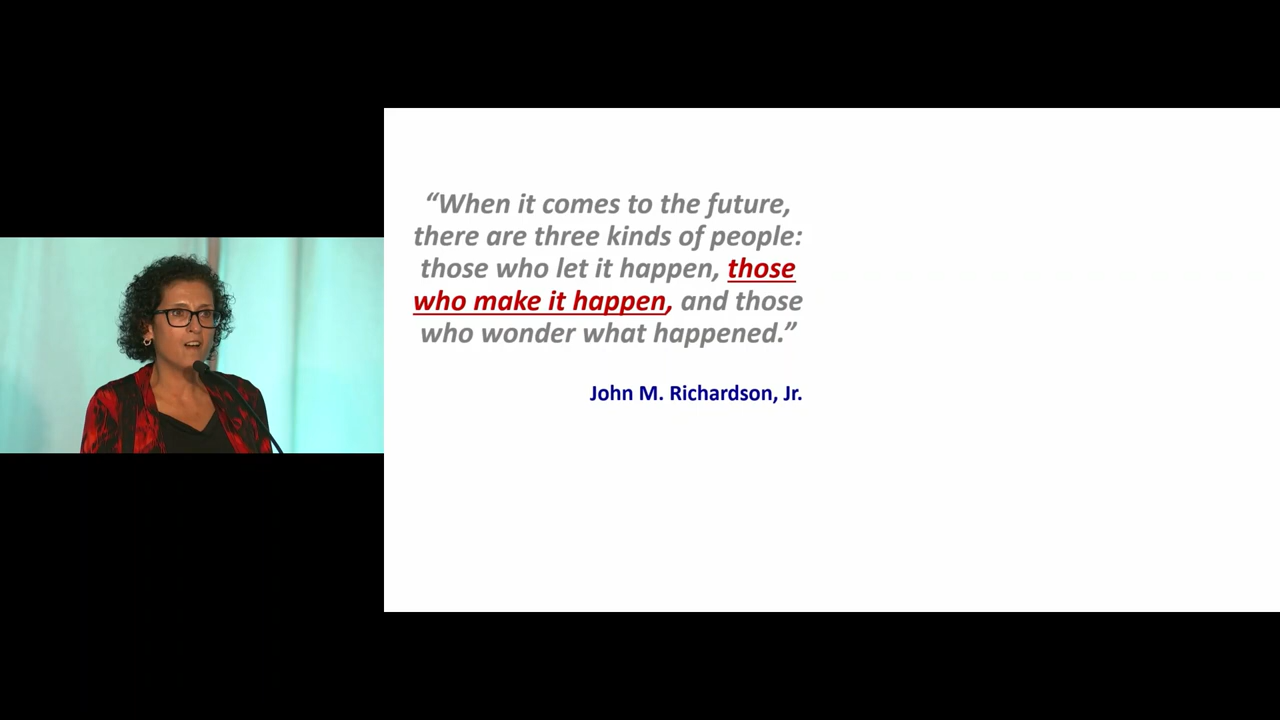 “When it comes to the future,
there are three kinds of people:
those who let it happen, those
who make it happen, and those
who wonder what happened.”
John M. Richardson, Jr.